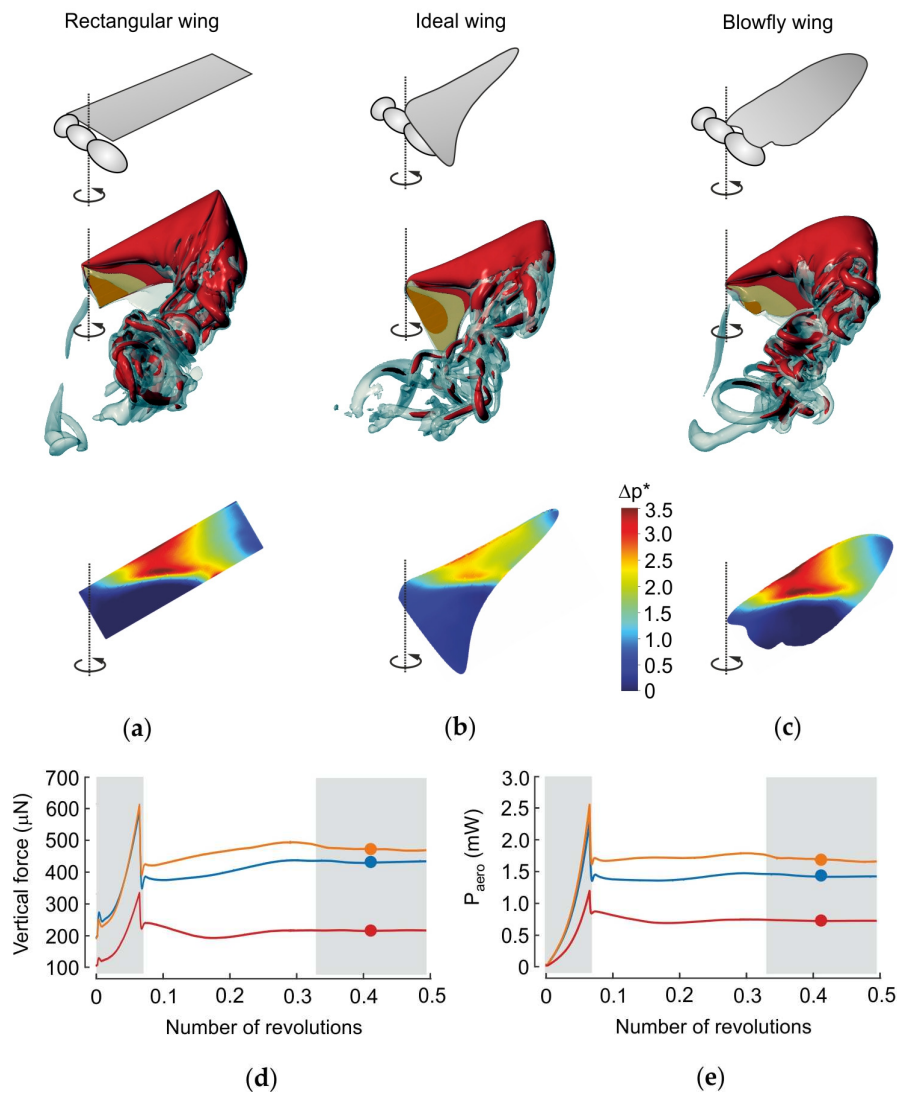 Rectangular wing
Ideal wing
Blowfly wing
Δp*
3.5
3.0
2.5
2.0
1.5
1.0
0.5
0
(a)
(b)
(c)
Vertical force (μN)
700
600
500
400
300
200
100
0
0.1
0.2
0.3
0.4
0.5
Number of revolutions
(d)
P_aero (mW)
3.0
2.5
2.0
1.5
1.0
0.5
0
0
0.1
0.2
0.3
0.4
0.5
Number of revolutions
(e)